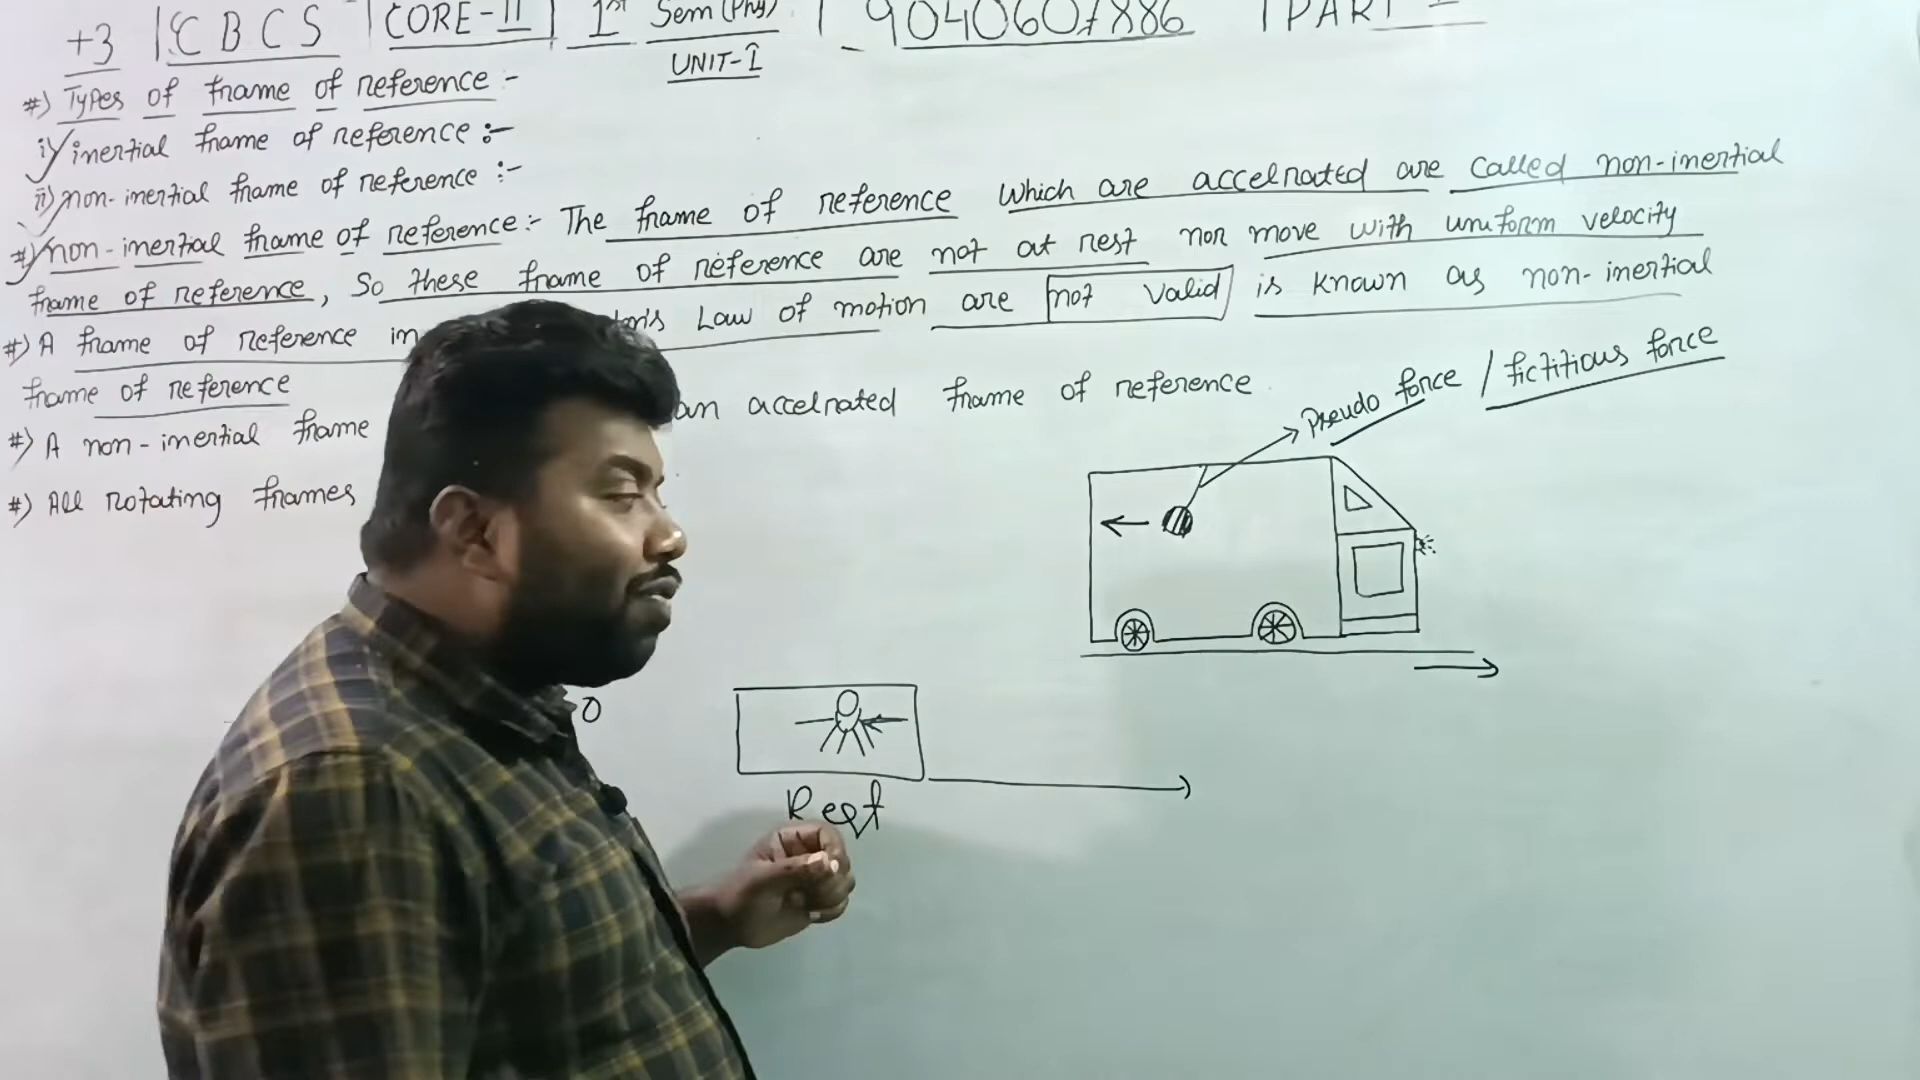 +3 | C B C S | CORE-II | 1st Sem (Phy) | 9040607886 | PART-
UNIT-I
#) Types of frame of reference :-
i) inertial frame of reference :-
ii) non-inertial frame of reference :-
#) non-inertial frame of reference :- The frame of reference which are accelrated are called non-inertial
frame of reference, So these frame of reference are not at rest nor move with uniform velocity
#) A frame of reference in Law of motion are not valid is known as non-inertial
frame of reference
#) A non-inertial frame an accelrated frame of reference
#) All rotating frames
Pseudo force / fictitious force
0
Rest